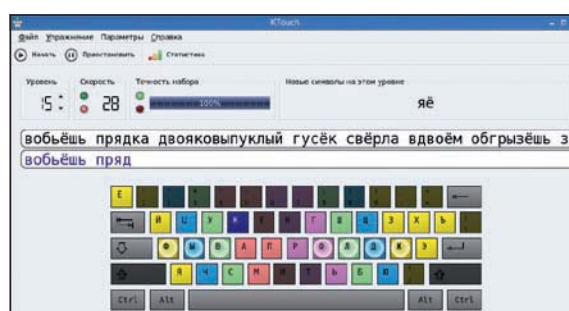 KTouch
Файл Упражнение Параметры Справка
Начать Приостановить Статистика
Уровень Скорость Точность набора Новые символы на этом уровне
15 28 100% яё
вобьёшь прядка двояковыпуклый гусёк свёрла вдвоём обгрызёшь з
вобьёшь пряд
Ё
Й Ц У К Е Н Г Ш Щ З Х Ъ
Ф Ы В А П Р О Л Д Ж Э
Я Ч С М И Т Ь Б Ю
Ctrl Alt Alt Ctrl